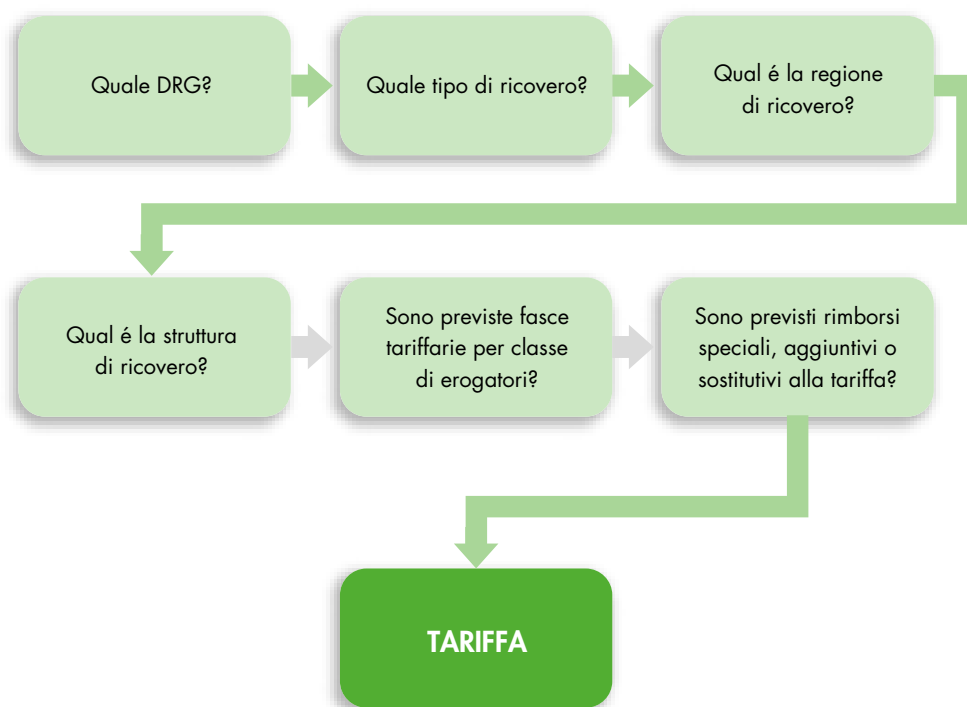 Quale DRG?
Quale tipo di ricovero?
Qual é la regione
di ricovero?
Qual é la struttura
di ricovero?
Sono previste fasce
tariffarie per classe
di erogatori?
Sono previsti rimborsi
speciali, aggiuntivi o
sostitutivi alla tariffa?
TARIFFA